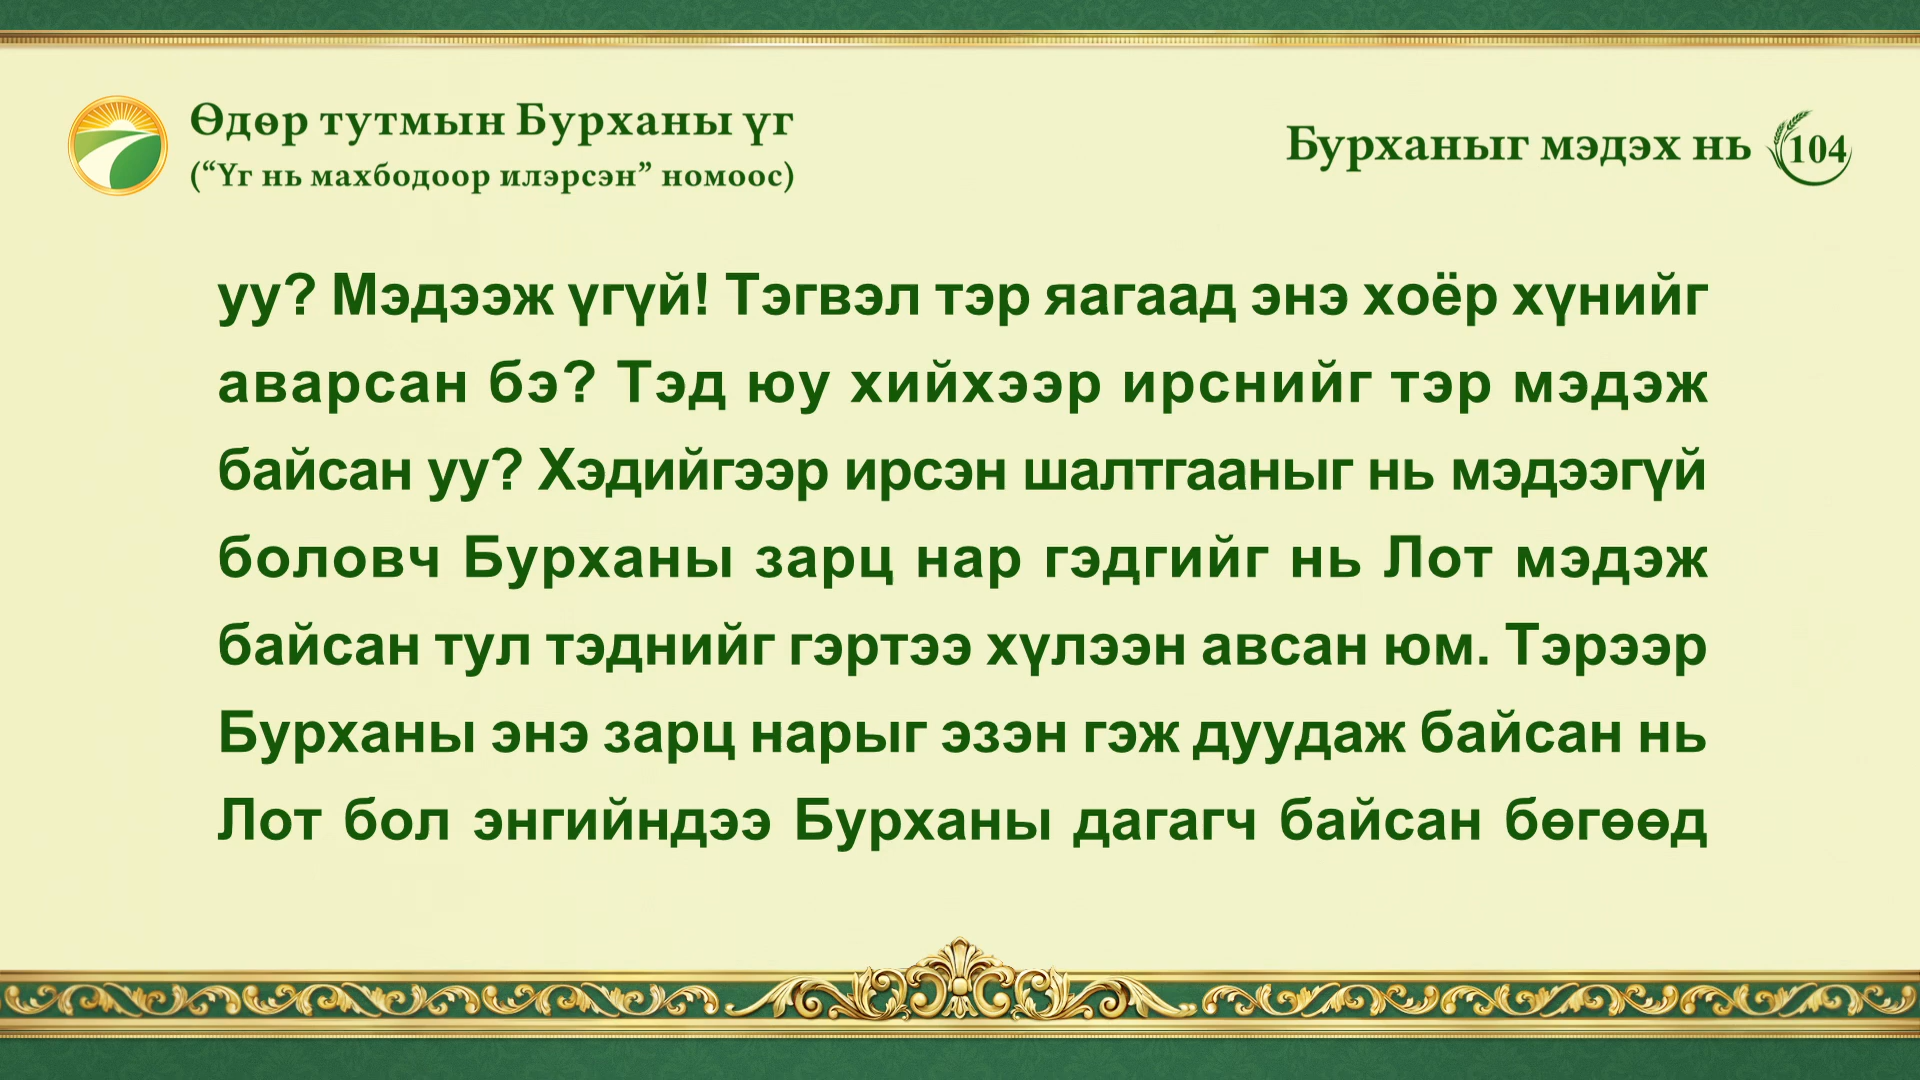 Өдөр тутмын Бурханы үг
(“Үг нь махбодоор илэрсэн” номоос)
Бурханыг мэдэх нь 104
уу? Мэдээж үгүй! Тэгвэл тэр яагаад энэ хоёр хүнийг
аварсан бэ? Тэд юу хийхээр ирснийг тэр мэдэж
байсан уу? Хэдийгээр ирсэн шалтгааныг нь мэдээгүй
боловч Бурханы зарц нар гэдгийг нь Лот мэдэж
байсан тул тэднийг гэртээ хүлээн авсан юм. Тэрээр
Бурханы энэ зарц нарыг эзэн гэж дуудаж байсан нь
Лот бол энгийндээ Бурханы дагагч байсан бөгөөд